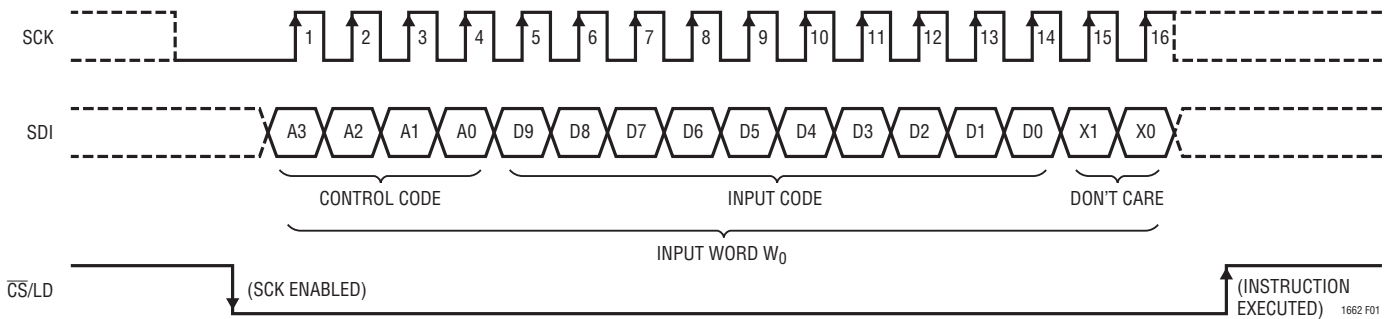 SCK 1 2 3 4 5 6 7 8 9 10 11 12 13 14 15 16
SDI A3 A2 A1 A0 D9 D8 D7 D6 D5 D4 D3 D2 D1 D0 X1 X0
CONTROL CODE INPUT CODE DON'T CARE
INPUT WORD W0
CS/LD (SCK ENABLED) (INSTRUCTION
EXECUTED) 1662 F01